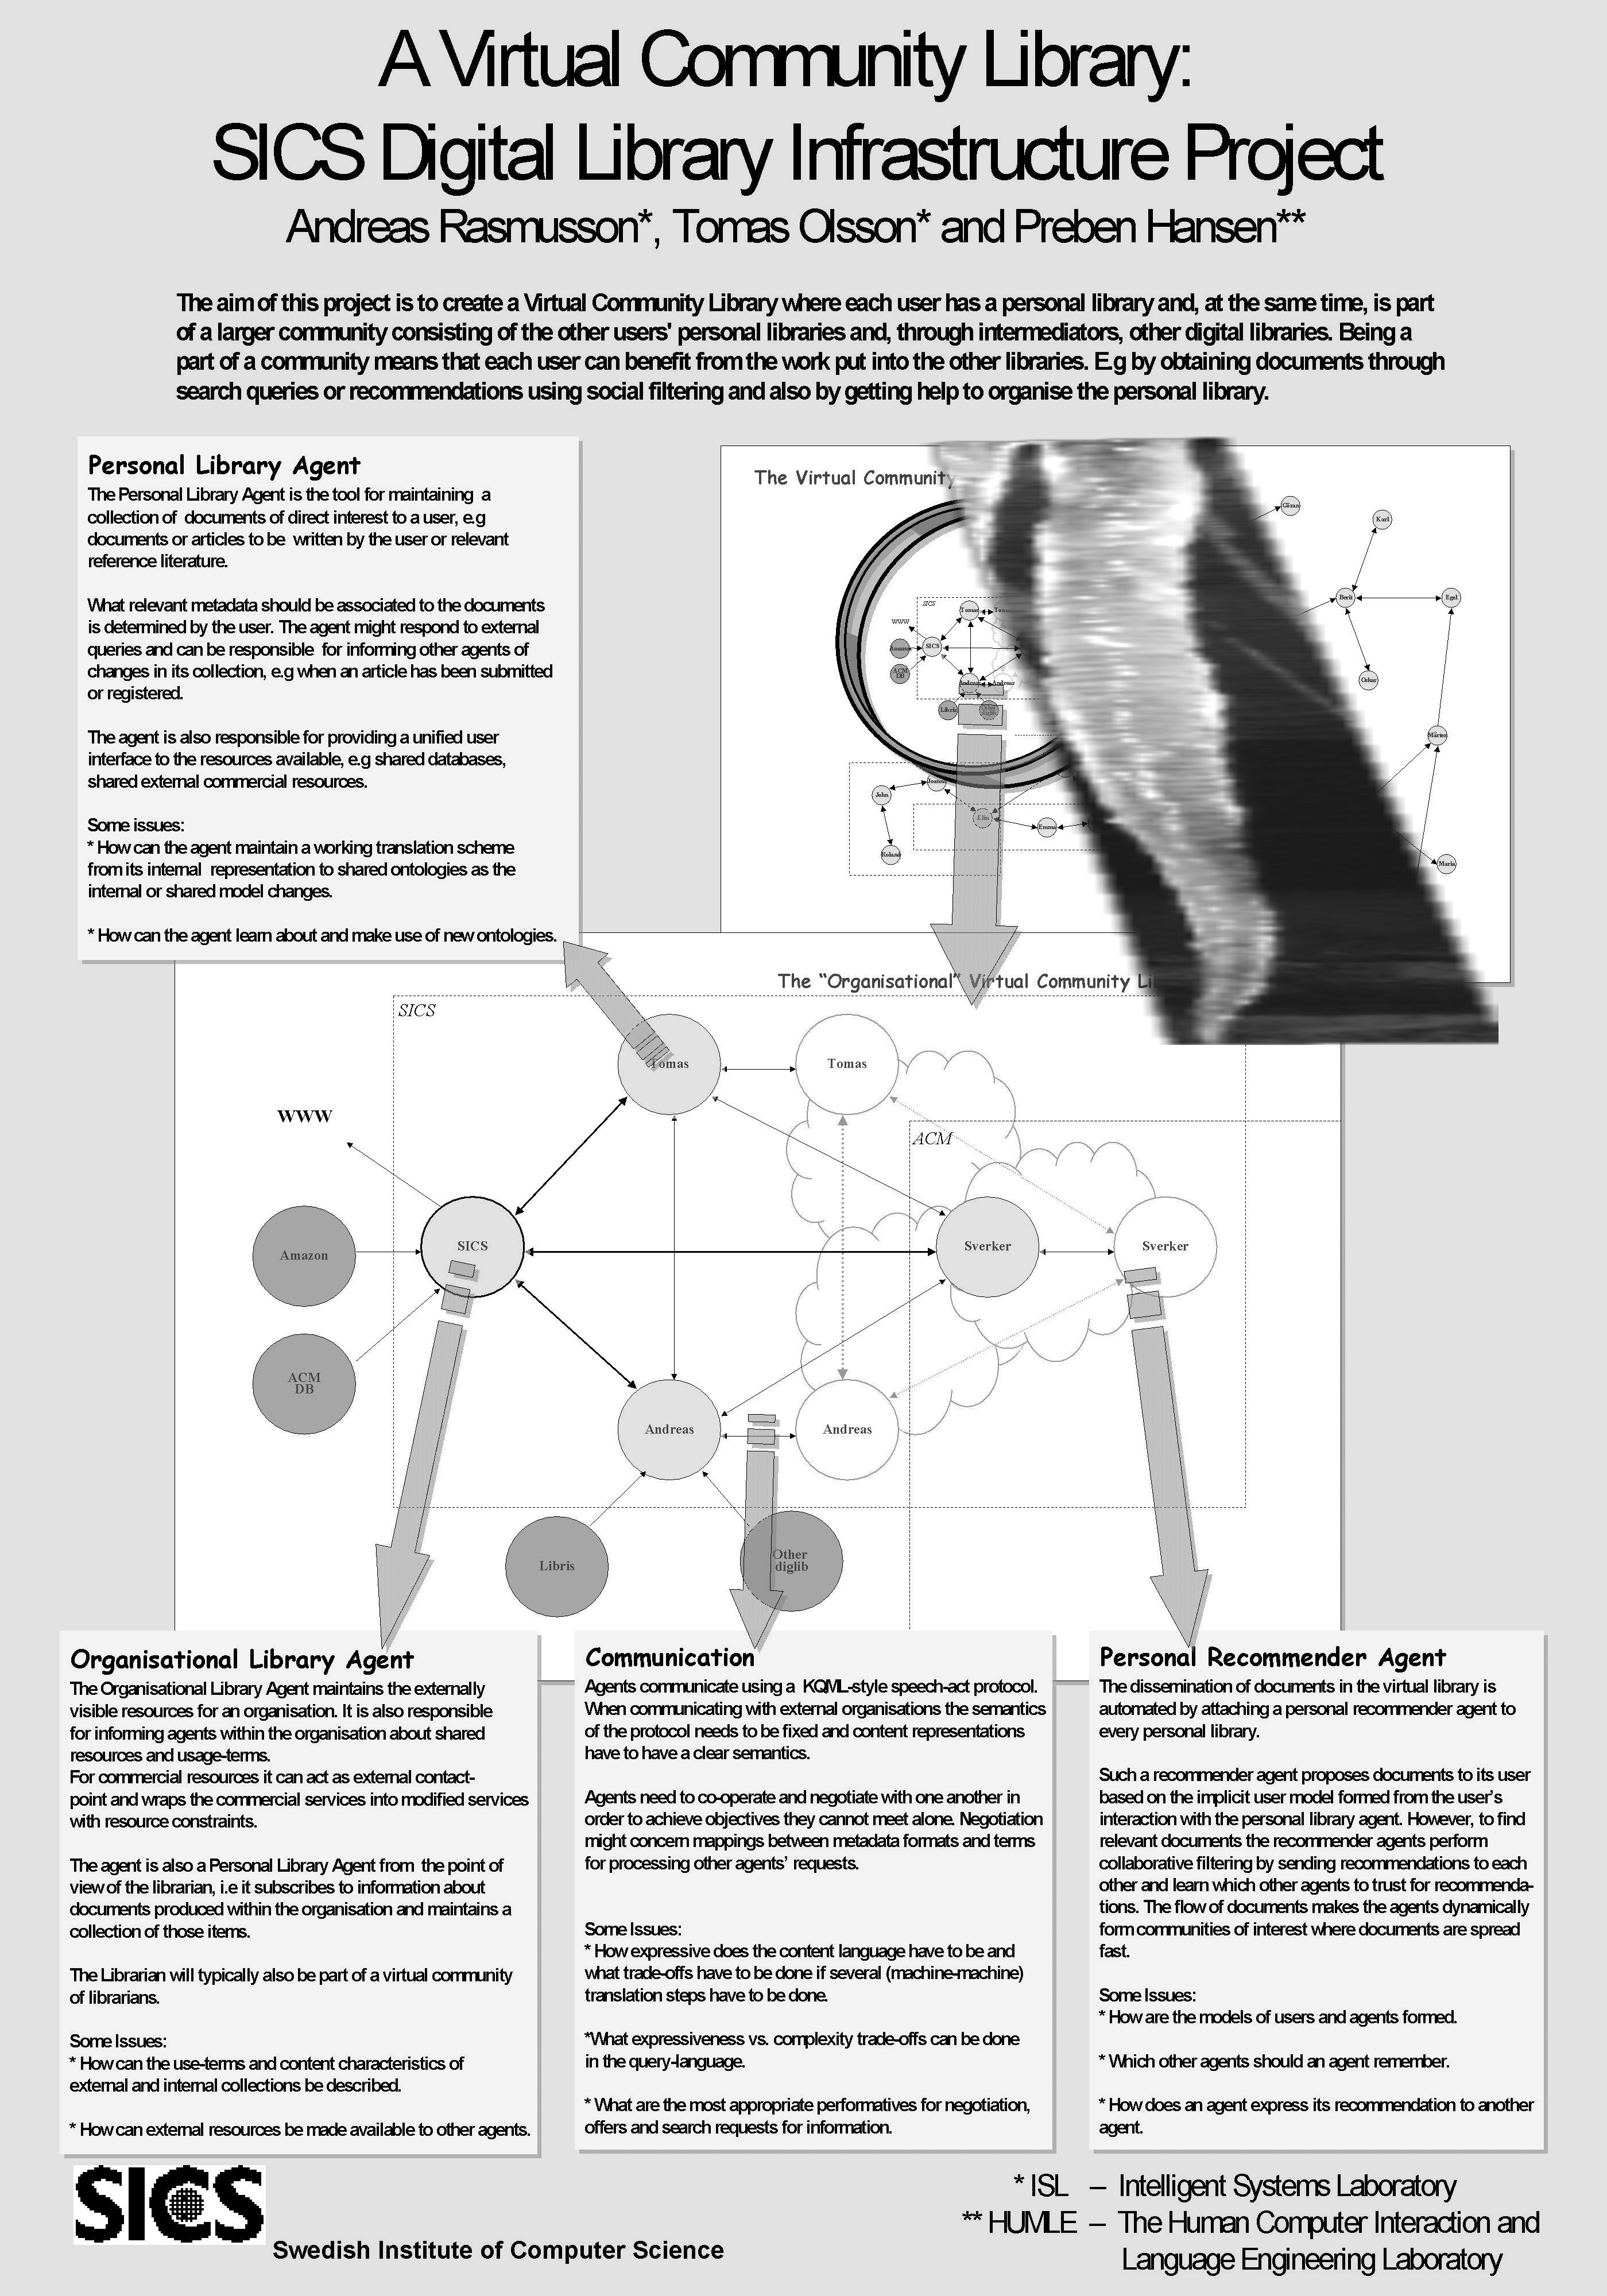 A Virtual Community Library:
SICS Digital Library Infrastructure Project
Andreas Rasmusson*, Tomas Olsson* and Preben Hansen**
The aim of this project is to create a Virtual Community Library where each user has a personal library and, at the same time, is part
of a larger community consisting of the other users' personal libraries and, through intermediators, other digital libraries. Being a
part of a community means that each user can benefit from the work put into the other libraries. E.g by obtaining documents through
search queries or recommendations using social filtering and also by getting help to organise the personal library.
Personal Library Agent
The Personal Library Agent is the tool for maintaining a
collection of documents of direct interest to a user, e.g
documents or articles to be written by the user or relevant
reference literature.
What relevant metadata should be associated to the documents
is determined by the user. The agent might respond to external
queries and can be responsible for informing other agents of
changes in its collection, e.g when an article has been submitted
or registered.
The agent is also responsible for providing a unified user
interface to the resources available, e.g shared databases,
shared external commercial resources.
Some issues:
* How can the agent maintain a working translation scheme
from its internal representation to shared ontologies as the
internal or shared model changes.
* How can the agent learn about and make use of new ontologies.
The Virtual Community
Karl
Berit
Egil
Oskar
Mårten
Maria
SICS
Tomas
WWW
Amazon
SICS
ACM
DB
Andreas
Andreas
Libris
John
Joanna
Elin
Emma
Roland
The “Organisational” Virtual Community
SICS
Tomas
Tomas
WWW
ACM
Amazon
SICS
Sverker
Sverker
ACM
DB
Andreas
Andreas
Libris
Other
diglib
Organisational Library Agent
The Organisational Library Agent maintains the externally
visible resources for an organisation. It is also responsible
for informing agents within the organisation about shared
resources and usage-terms.
For commercial resources it can act as external contact-
point and wraps the commercial services into modified services
with resource constraints.
The agent is also a Personal Library Agent from the point of
view of the librarian, i.e it subscribes to information about
documents produced within the organisation and maintains a
collection of those items.
The Librarian will typically also be part of a virtual community
of librarians.
Some Issues:
* How can the use-terms and content characteristics of
external and internal collections be described.
* How can external resources be made available to other agents.
Communication
Agents communicate using a KQML-style speech-act protocol.
When communicating with external organisations the semantics
of the protocol needs to be fixed and content representations
have to have a clear semantics.
Agents need to co-operate and negotiate with one another in
order to achieve objectives they cannot meet alone. Negotiation
might concern mappings between metadata formats and terms
for processing other agents’ requests.
Some Issues:
* How expressive does the content language have to be and
what trade-offs have to be done if several (machine-machine)
translation steps have to be done.
*What expressiveness vs. complexity trade-offs can be done
in the query-language.
* What are the most appropriate performatives for negotiation,
offers and search requests for information.
Personal Recommender Agent
The dissemination of documents in the virtual library is
automated by attaching a personal recommender agent to
every personal library.
Such a recommender agent proposes documents to its user
based on the implicit user model formed from the user’s
interaction with the personal library agent. However, to find
relevant documents the recommender agents perform
collaborative filtering by sending recommendations to each
other and learn which other agents to trust for recommenda-
tions. The flow of documents makes the agents dynamically
form communities of interest where documents are spread
fast.
Some Issues:
* How are the models of users and agents formed.
* Which other agents should an agent remember.
* How does an agent express its recommendation to another
agent.
SICS
Swedish Institute of Computer Science
* ISL – Intelligent Systems Laboratory
** HUMLE – The Human Computer Interaction and
Language Engineering Laboratory